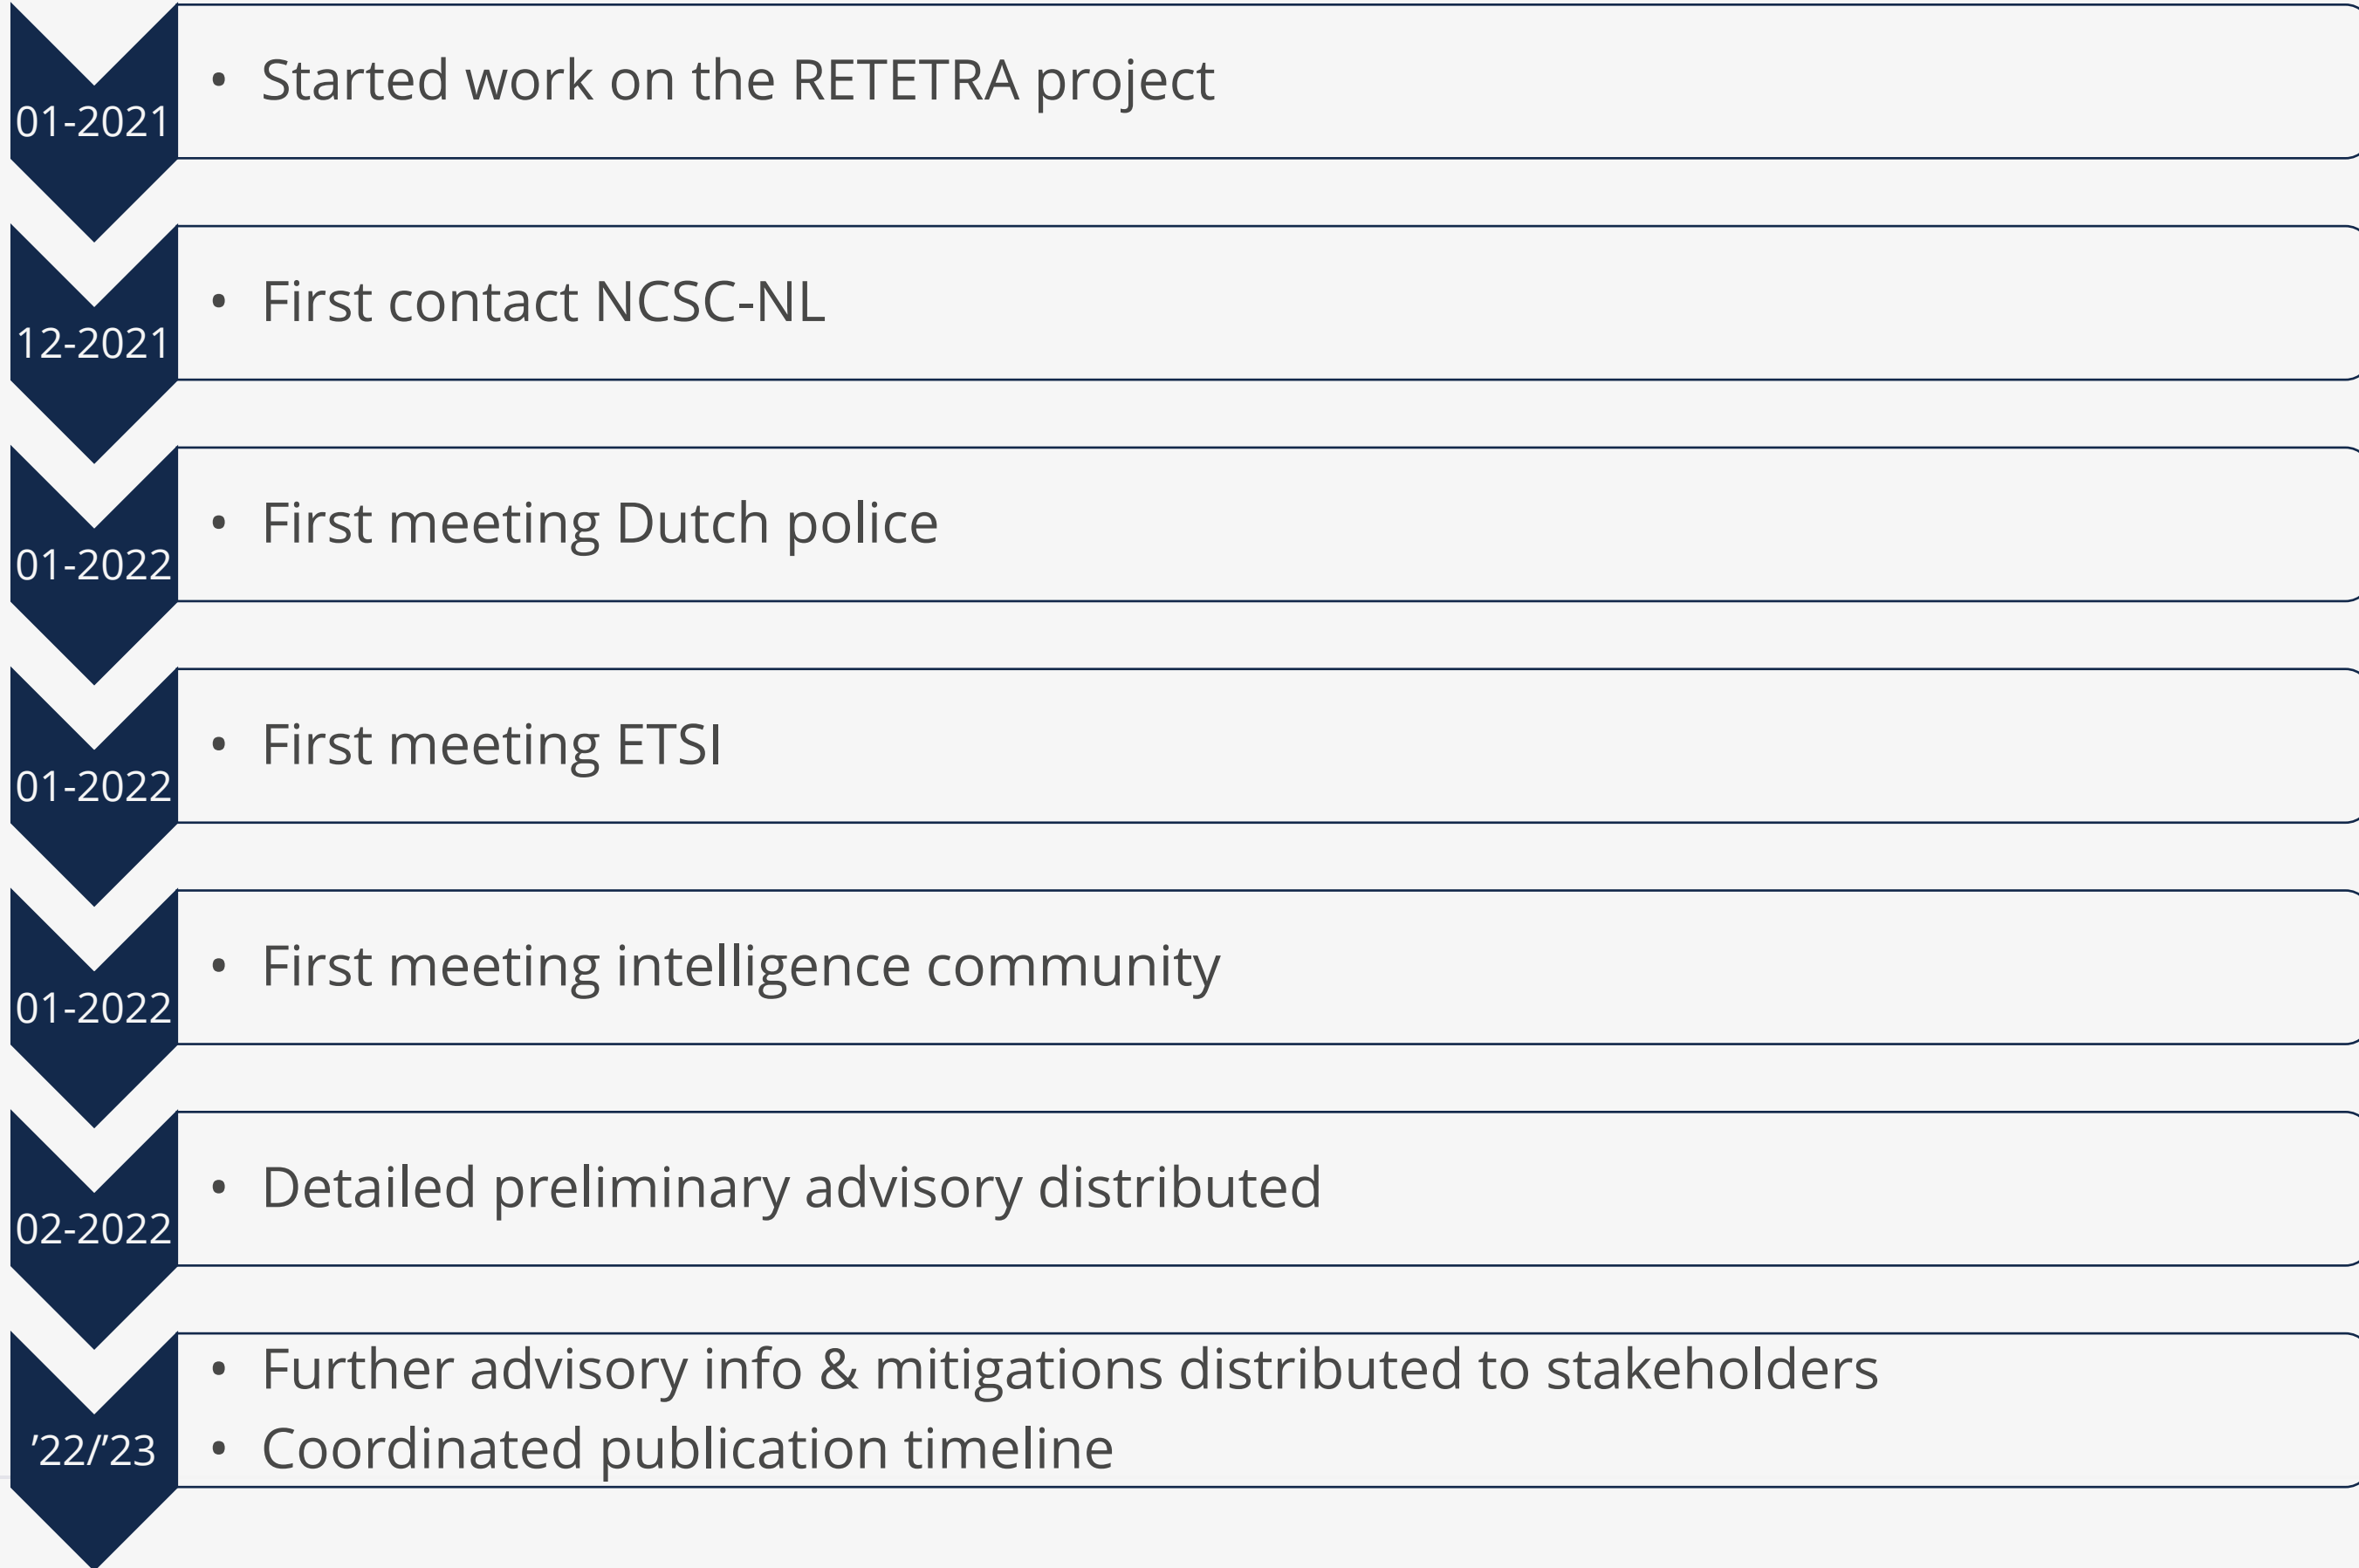 01-2021
• Started work on the RETETRA project
12-2021
• First contact NCSC-NL
01-2022
• First meeting Dutch police
01-2022
• First meeting ETSI
01-2022
• First meeting intelligence community
02-2022
• Detailed preliminary advisory distributed
’22/’23
• Further advisory info & mitigations distributed to stakeholders
• Coordinated publication timeline